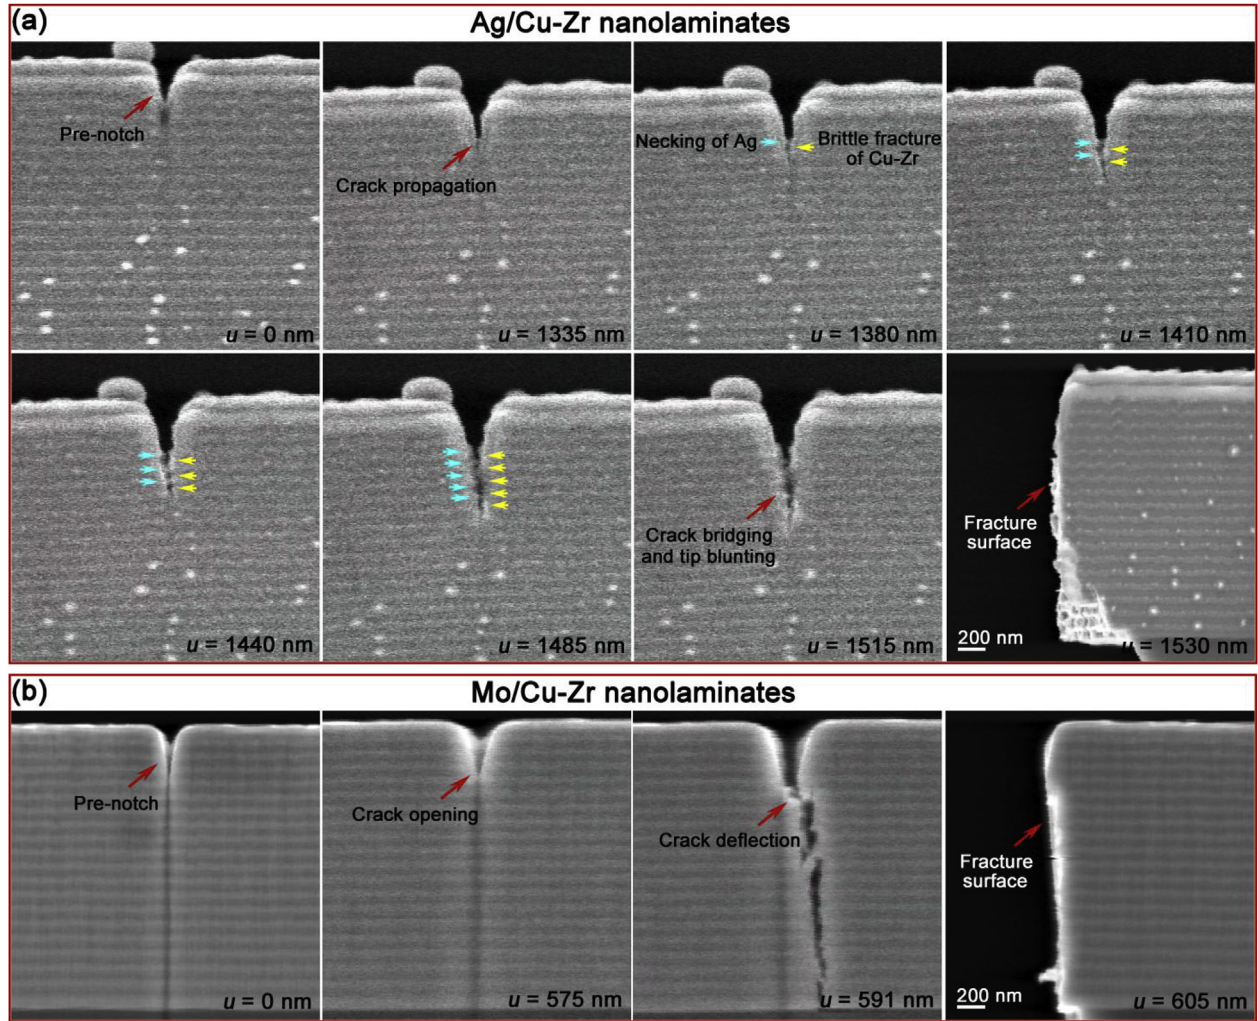 (a)
Ag/Cu-Zr nanolaminates
Pre-notch
u = 0 nm
Crack propagation
u = 1335 nm
Necking of Ag
Brittle fracture
of Cu-Zr
u = 1380 nm
u = 1410 nm
u = 1440 nm
u = 1485 nm
Crack bridging
and tip blunting
u = 1515 nm
Fracture
surface
200 nm
u = 1530 nm
(b)
Mo/Cu-Zr nanolaminates
Pre-notch
u = 0 nm
Crack opening
u = 575 nm
Crack deflection
u = 591 nm
Fracture
surface
200 nm
u = 605 nm